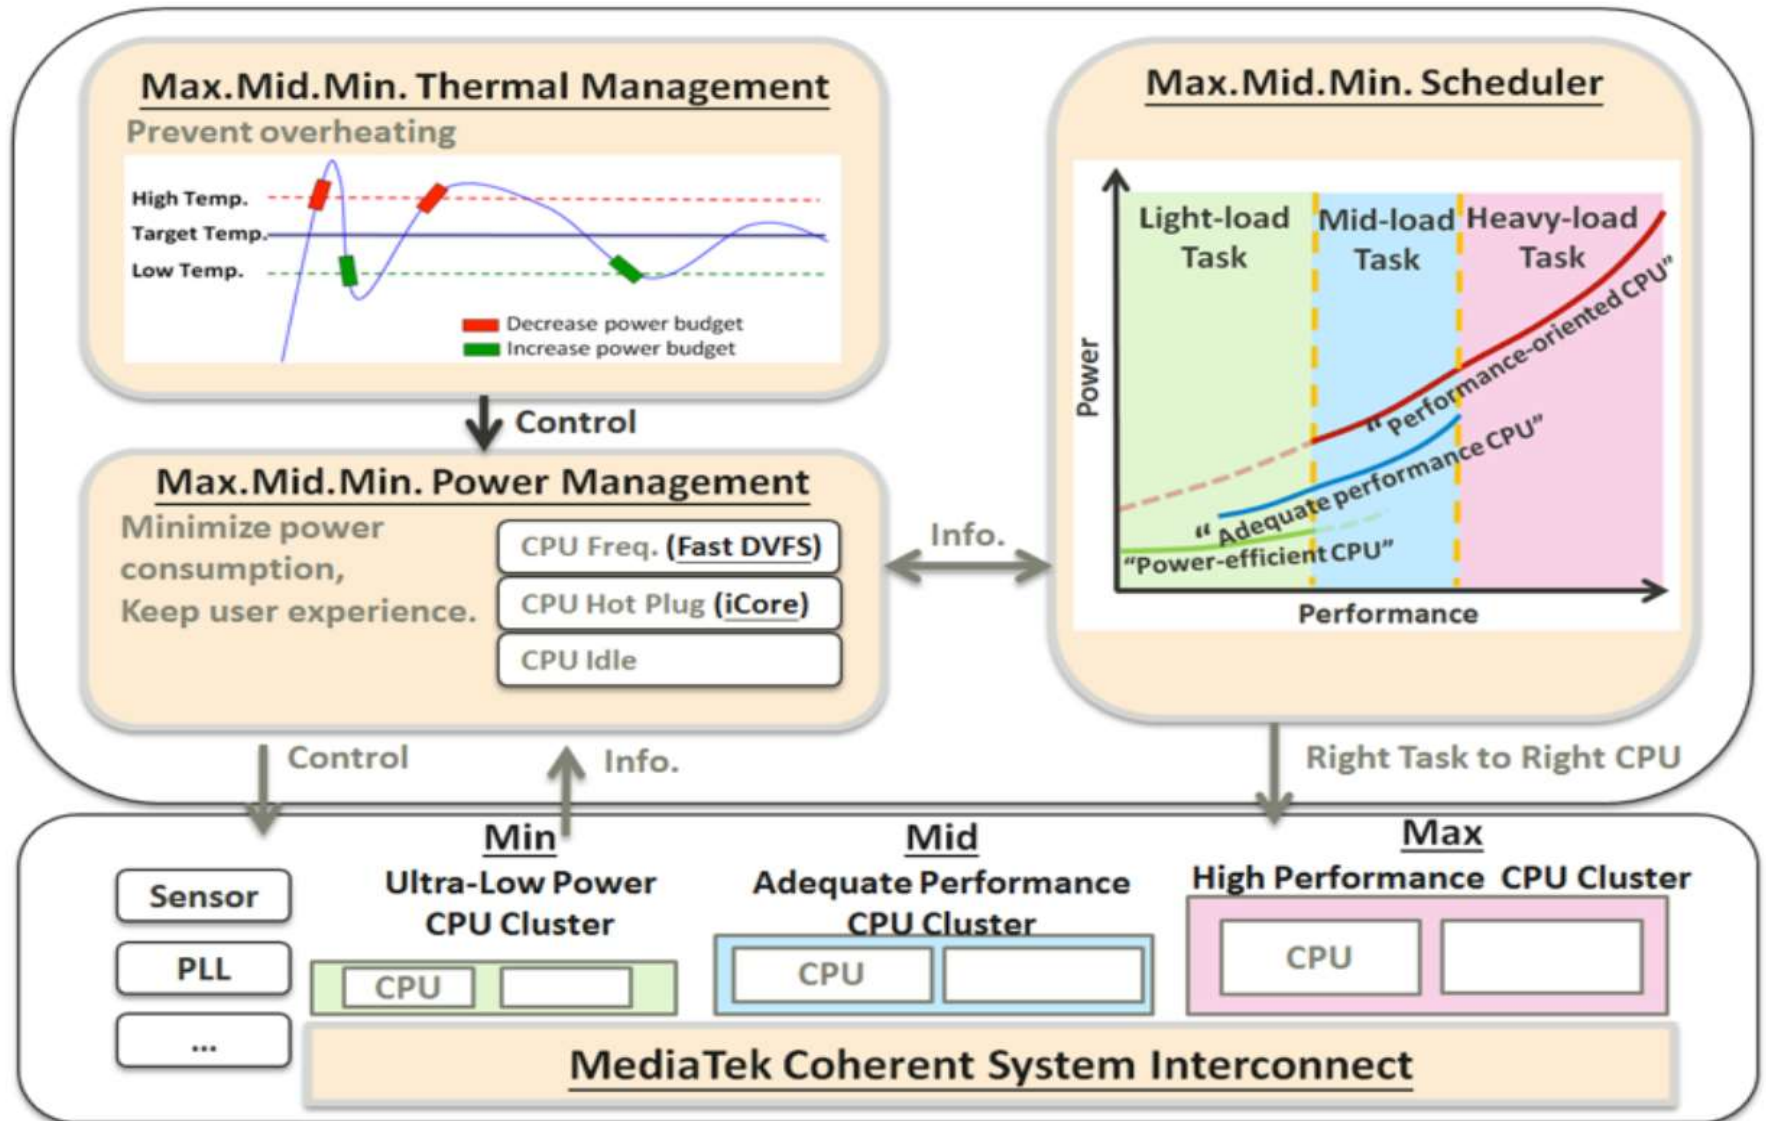 Max.Mid.Min. Thermal Management
Prevent overheating
High Temp.
Target Temp.
Low Temp.
Decrease power budget
Increase power budget
Control
Max.Mid.Min. Power Management
Minimize power
consumption,
Keep user experience.
CPU Freq. (Fast DVFS)
CPU Hot Plug (iCore)
CPU Idle
Info.
Max.Mid.Min. Scheduler
Light-load
Task
Mid-load
Task
Heavy-load
Task
Power
"Performance-oriented CPU"
"Adequate performance CPU"
"Power-efficient CPU"
Performance
Control
Info.
Right Task to Right CPU
Sensor
PLL
...
Min
Ultra-Low Power
CPU Cluster
CPU
Mid
Adequate Performance
CPU Cluster
CPU
Max
High Performance CPU Cluster
CPU
MediaTek Coherent System Interconnect